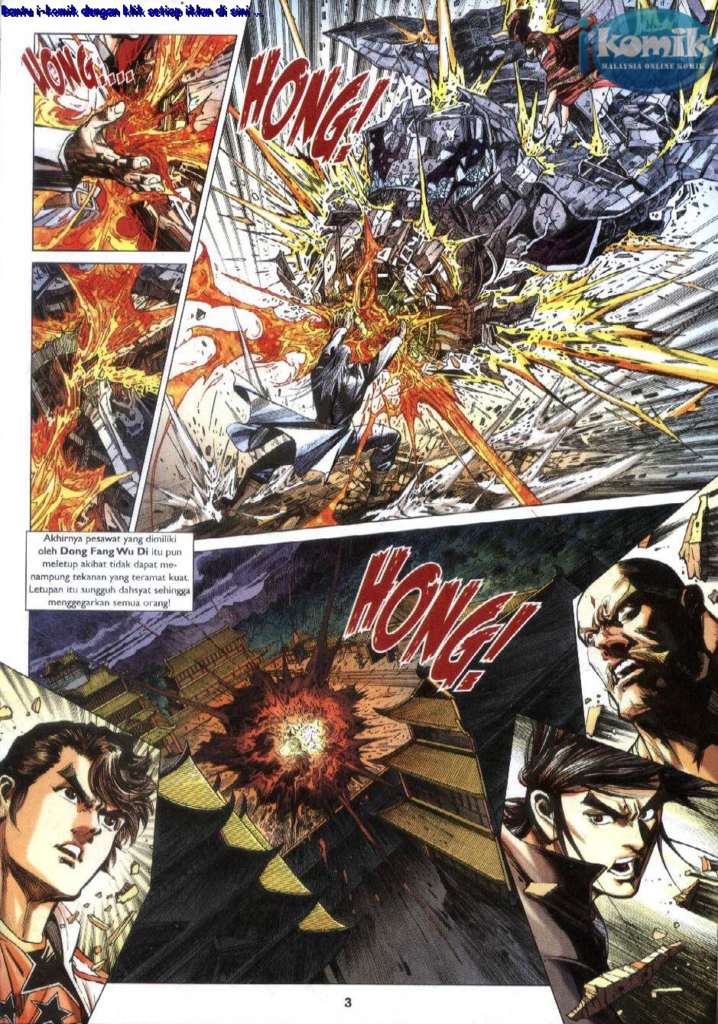 Bantu i-komik dengan klik setiap iklan di sini ...
i komik
MALAYSIA ONLINE KOMIK
DONG....
HONG!
Akhirnya pesawat yang dimiliki
oleh Dong Fang Wu Di itu pun
meletup akibat tidak dapat me-
nampung tekanan yang teramat kuat.
Letupan itu sungguh dahsyat sehingga
menggegarkan semua orang!
HONG!
3